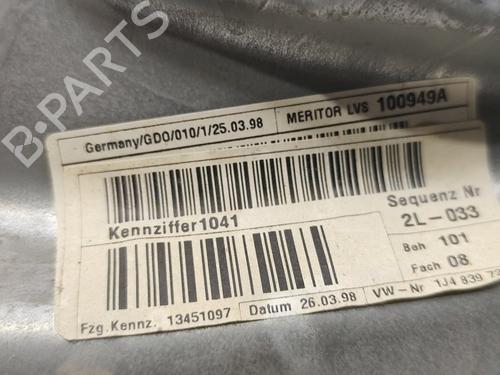 Germany/GDO/010/1/25.03.98 MERITOR LVS 100949A
Kennziffer1041
Sequenz Nr
2L-033
Beh 101
Fach 08.
Fzg.Kennz. 13451097 Datum 26.03.98 VW-Nr 1J4 839
B-PARTS